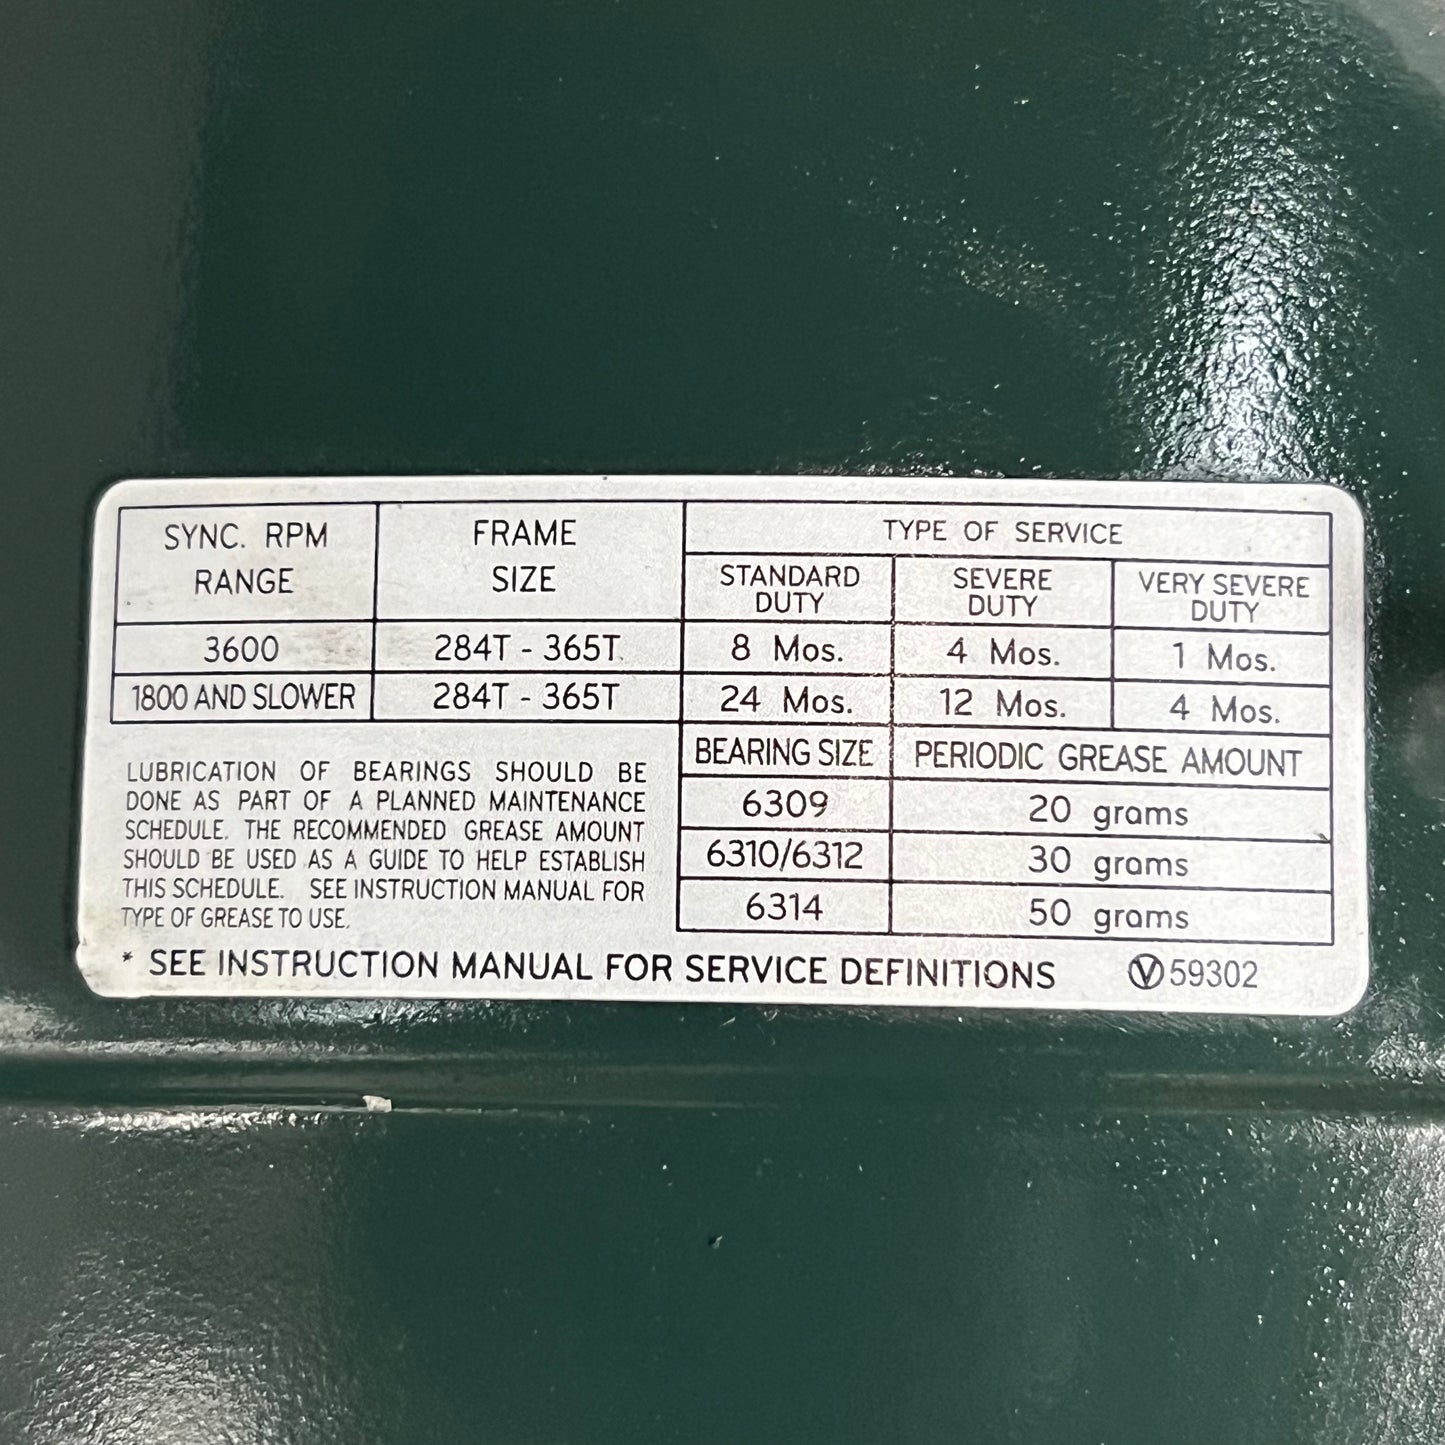 SYNC. RPM RANGE FRAME SIZE TYPE OF SERVICE
STANDARD DUTY SEVERE DUTY VERY SEVERE DUTY
3600 284T - 365T 8 Mos. 4 Mos. 1 Mos.
1800 AND SLOWER 284T - 365T 24 Mos. 12 Mos. 4 Mos.
BEARING SIZE PERIODIC GREASE AMOUNT
6309 20 grams
6310/6312 30 grams
6314 50 grams
LUBRICATION OF BEARINGS SHOULD BE
DONE AS PART OF A PLANNED MAINTENANCE
SCHEDULE. THE RECOMMENDED GREASE AMOUNT
SHOULD BE USED AS A GUIDE TO HELP ESTABLISH
THIS SCHEDULE. SEE INSTRUCTION MANUAL FOR
TYPE OF GREASE TO USE.
* SEE INSTRUCTION MANUAL FOR SERVICE DEFINITIONS Ⓥ59302